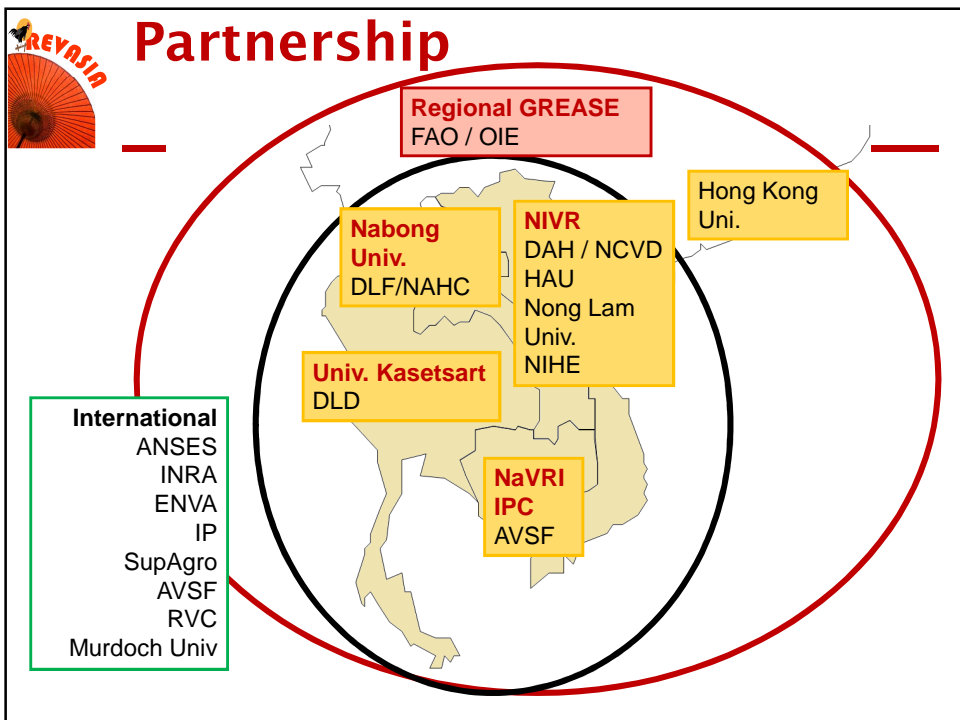 REVASIA
Partnership
Regional GREASE
FAO / OIE
Hong Kong
Uni.
Nabong
Univ.
DLF/NAHC
NIVR
DAH / NCVD
HAU
Nong Lam
Univ.
NIHE
Univ. Kasetsart
DLD
International
ANSES
INRA
ENVA
IP
SupAgro
AVSF
RVC
Murdoch Univ
NaVRI
IPC
AVSF